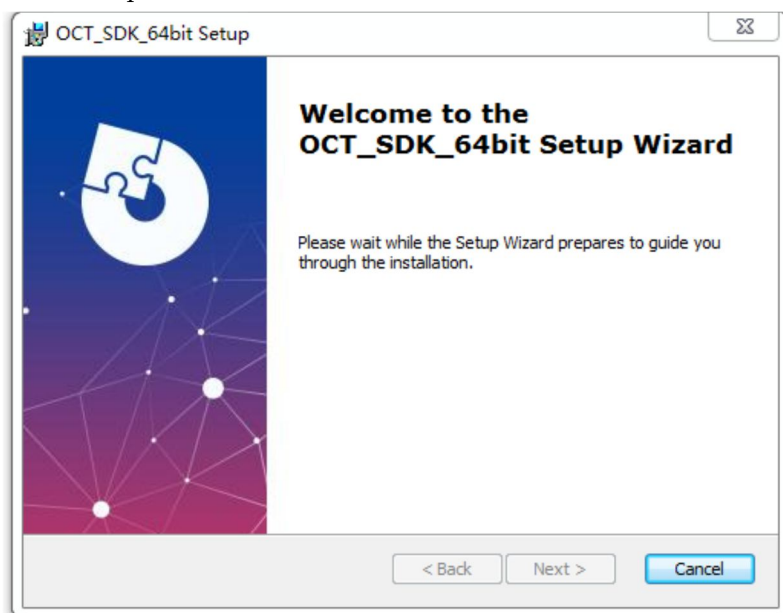 OCT_SDK_64bit Setup
Welcome to the
OCT_SDK_64bit Setup Wizard
Please wait while the Setup Wizard prepares to guide you
through the installation.
< Back
Next >
Cancel